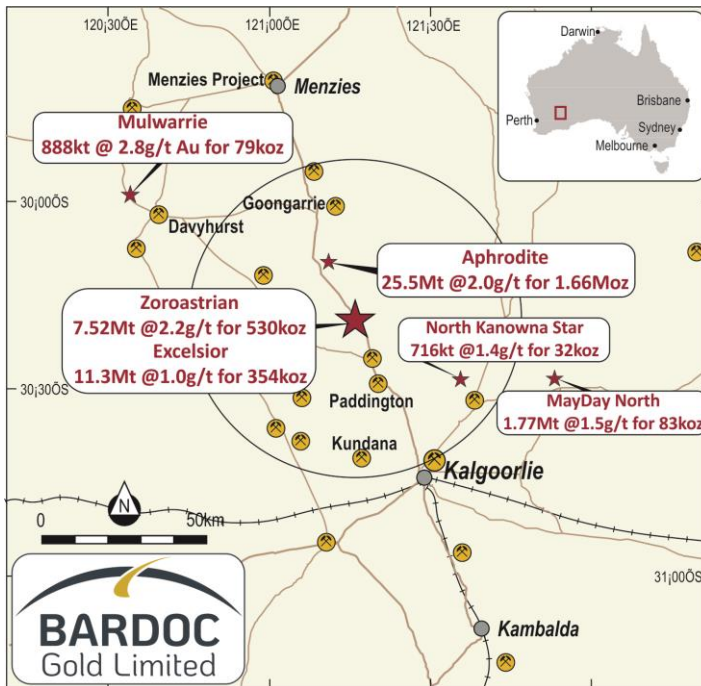 120¡30ÕE
121¡00ÕE
121¡30ÕE
Darwin
Brisbane
Perth
Sydney
Melbourne
Menzies Project
Menzies
Mulwarrie
888kt @ 2.8g/t Au for 79koz
30¡00ÕS
Goongarrie
Davyhurst
Aphrodite
25.5Mt @2.0g/t for 1.66Moz
Zoroastrian
7.52Mt @2.2g/t for 530koz
Excelsior
11.3Mt @1.0g/t for 354koz
North Kanowna Star
716kt @1.4g/t for 32koz
30¡30ÕS
Paddington
MayDay North
1.77Mt @1.5g/t for 83koz
Kundana
Kalgoorlie
N
0
50km
31¡00ÕS
BARDOC
Gold Limited
Kambalda